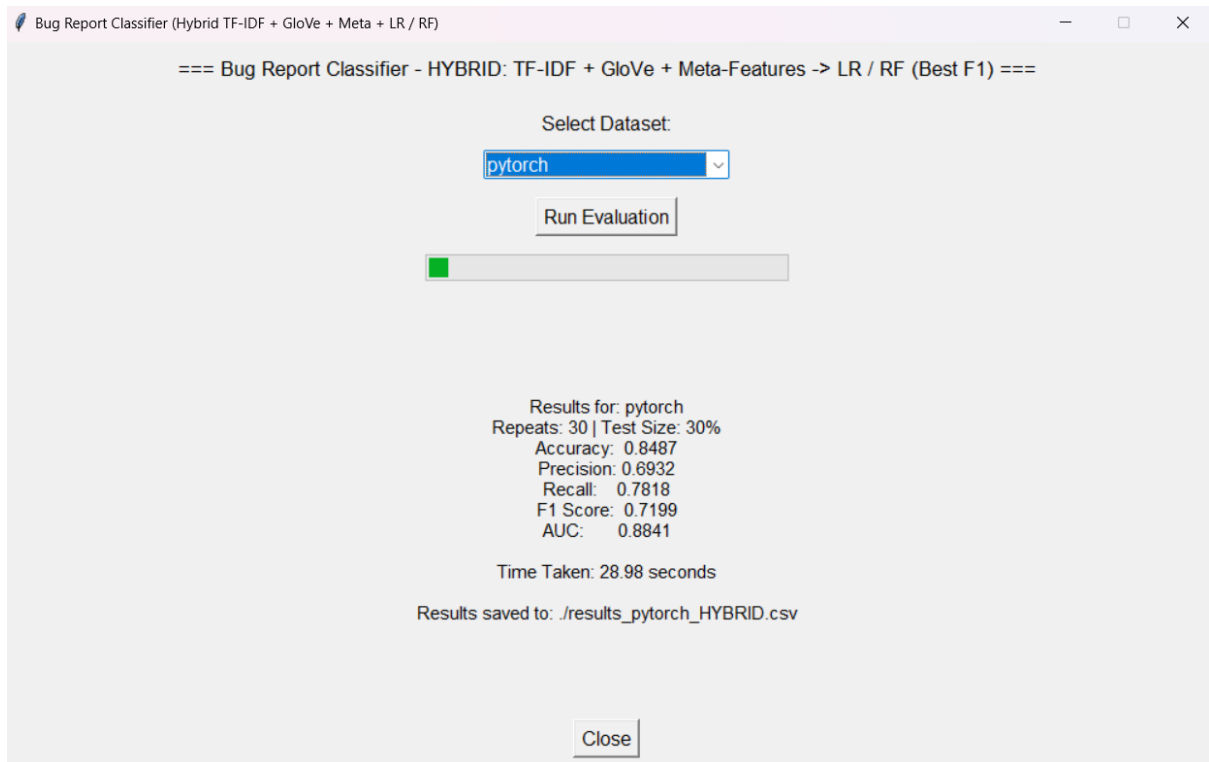 Bug Report Classifier (Hybrid TF-IDF + GloVe + Meta + LR / RF)
=== Bug Report Classifier - HYBRID: TF-IDF + GloVe + Meta-Features -> LR / RF (Best F1) ===
Select Dataset:
pytorch
Run Evaluation
Results for: pytorch
Repeats: 30 | Test Size: 30%
Accuracy: 0.8487
Precision: 0.6932
Recall: 0.7818
F1 Score: 0.7199
AUC: 0.8841
Time Taken: 28.98 seconds
Results saved to: ./results_pytorch_HYBRID.csv
Close